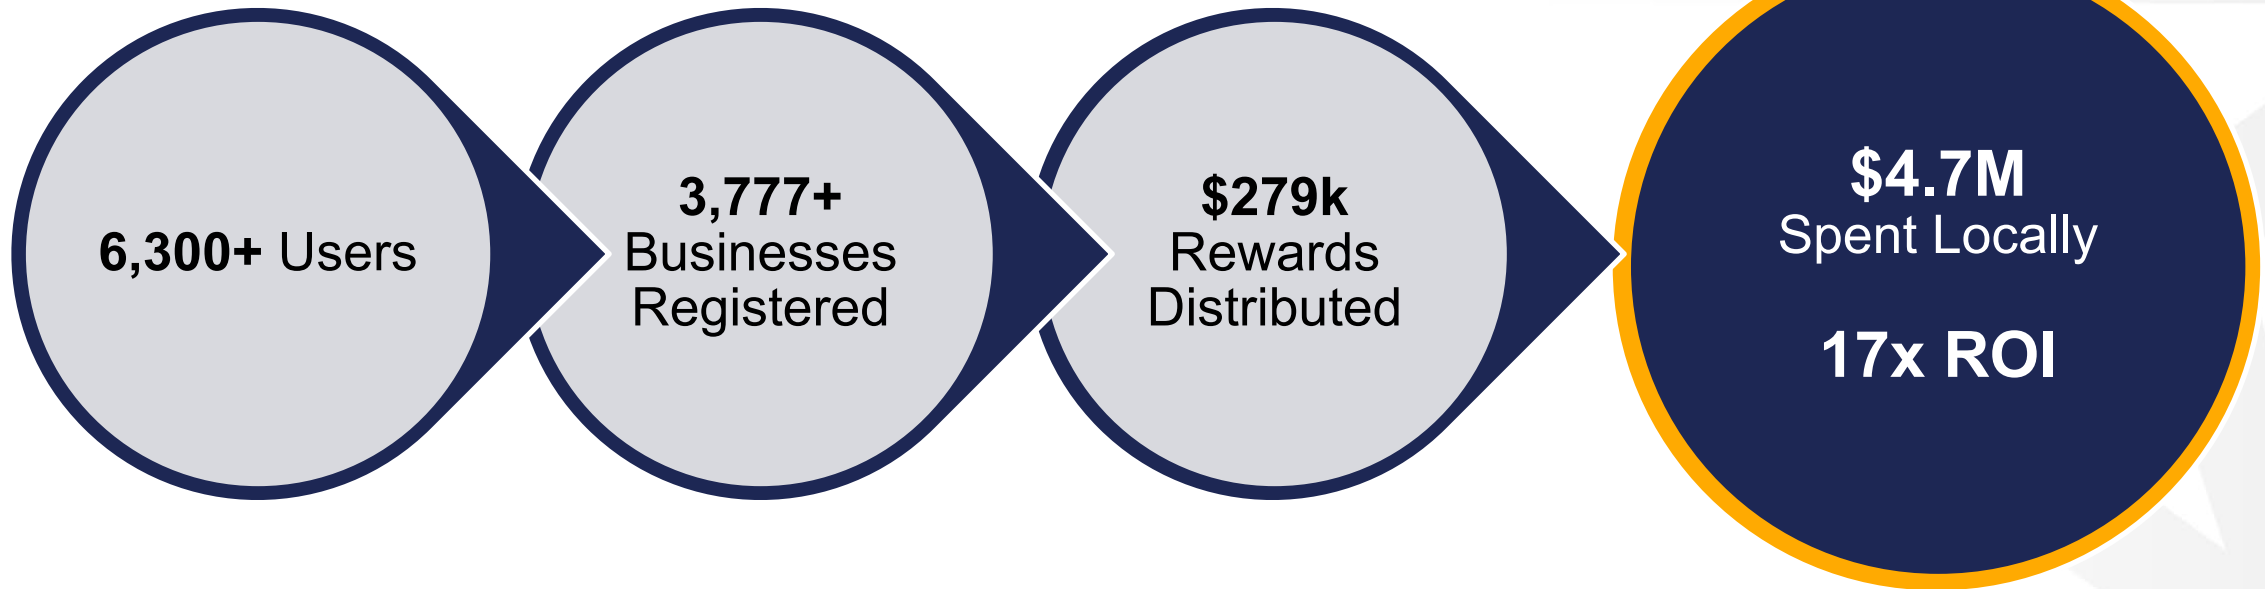 6,300+ Users
3,777+
Businesses
Registered
$279k
Rewards
Distributed
$4.7M
Spent Locally
17x ROI